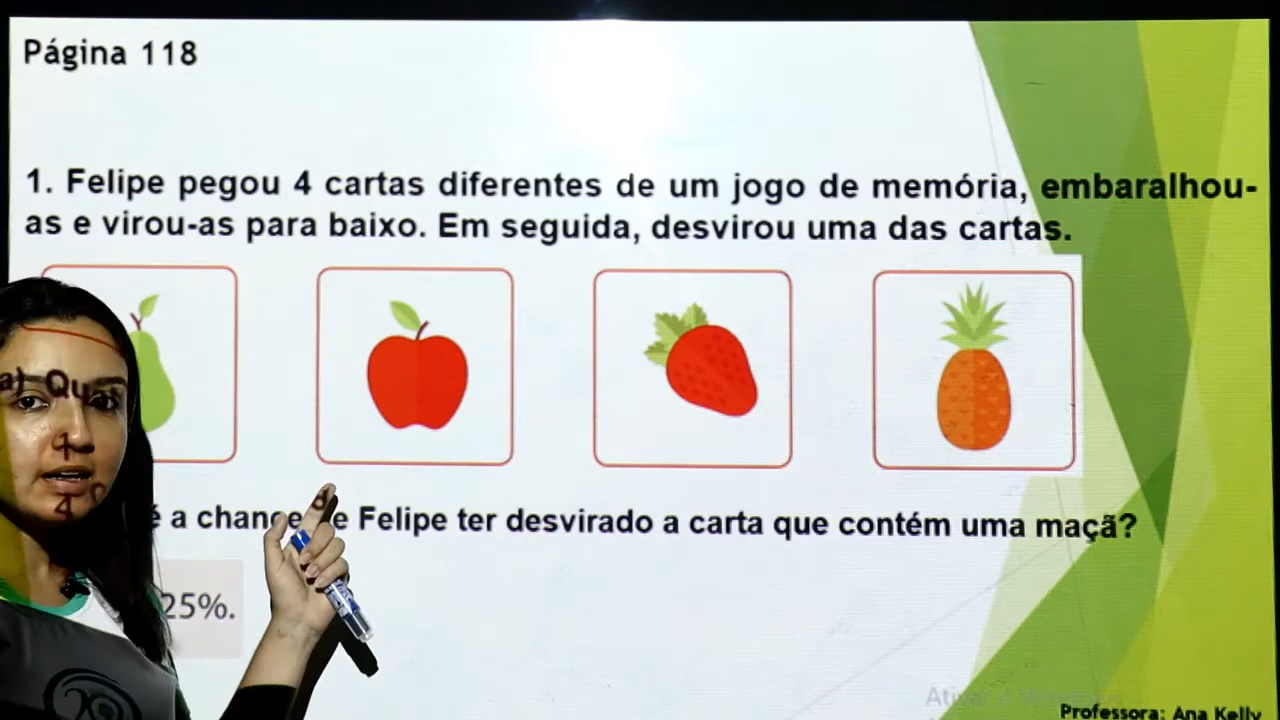 Página 118
1. Felipe pegou 4 cartas diferentes de um jogo de memória, embaralhou-
as e virou-as para baixo. Em seguida, desvirou uma das cartas.
a) Qu
é a chance de Felipe ter desvirado a carta que contém uma maçã?
25%.
Professora: Ana Kelly